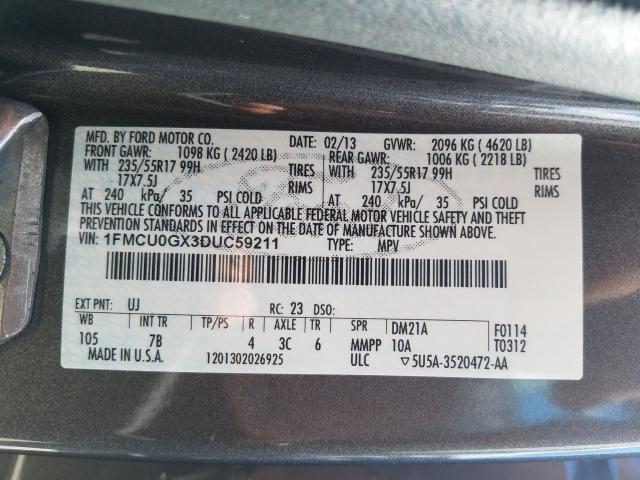 MFD. BY FORD MOTOR CO. DATE: 02/13 GVWR: 2096 KG (4620 LB)
FRONT GAWR: 1098 KG (2420 LB) REAR GAWR: 1006 KG (2218 LB)
WITH 235/55R17 99H TIRES WITH 235/55R17 99H TIRES
17X7.5J RIMS 17X7.5J RIMS
AT 240 kPa/ 35 PSI COLD AT 240 kPa/ 35 PSI COLD
THIS VEHICLE CONFORMS TO ALL APPLICABLE FEDERAL MOTOR VEHICLE SAFETY AND THEFT
PREVENTION STANDARDS IN EFFECT ON THE DATE OF MANUFACTURE SHOWN ABOVE.
VIN: 1FMCU0GX3DUC59211 TYPE: MPV
EXT PNT: UJ RC: 23 DSO:
WB INT TR TP/PS R AXLE TR SPR DM21A F0114
105 7B 4 3C 6 MMPP 10A T0312
MADE IN U.S.A. 1201302026925 ULC ▽5U5A-3520472-AA